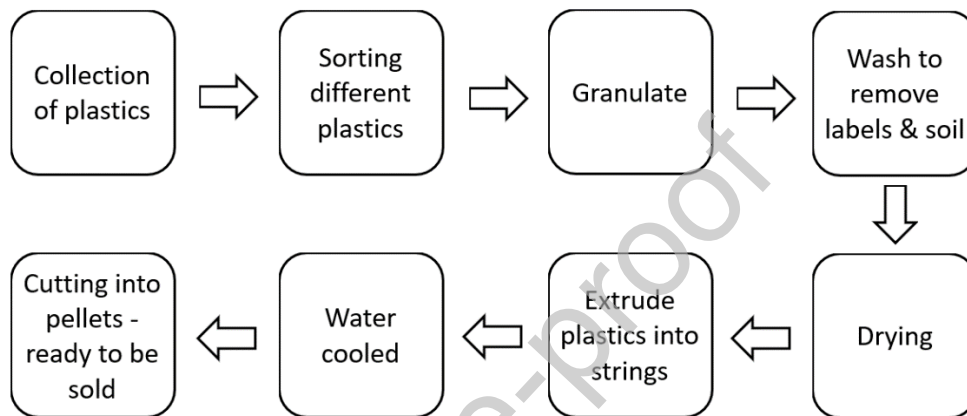 Collection
of plastics
Sorting
different
plastics
Granulate
Wash to
remove
labels & soil
Drying
Extrude
plastics into
strings
Water
cooled
Cutting into
pellets -
ready to be
sold
e-proof